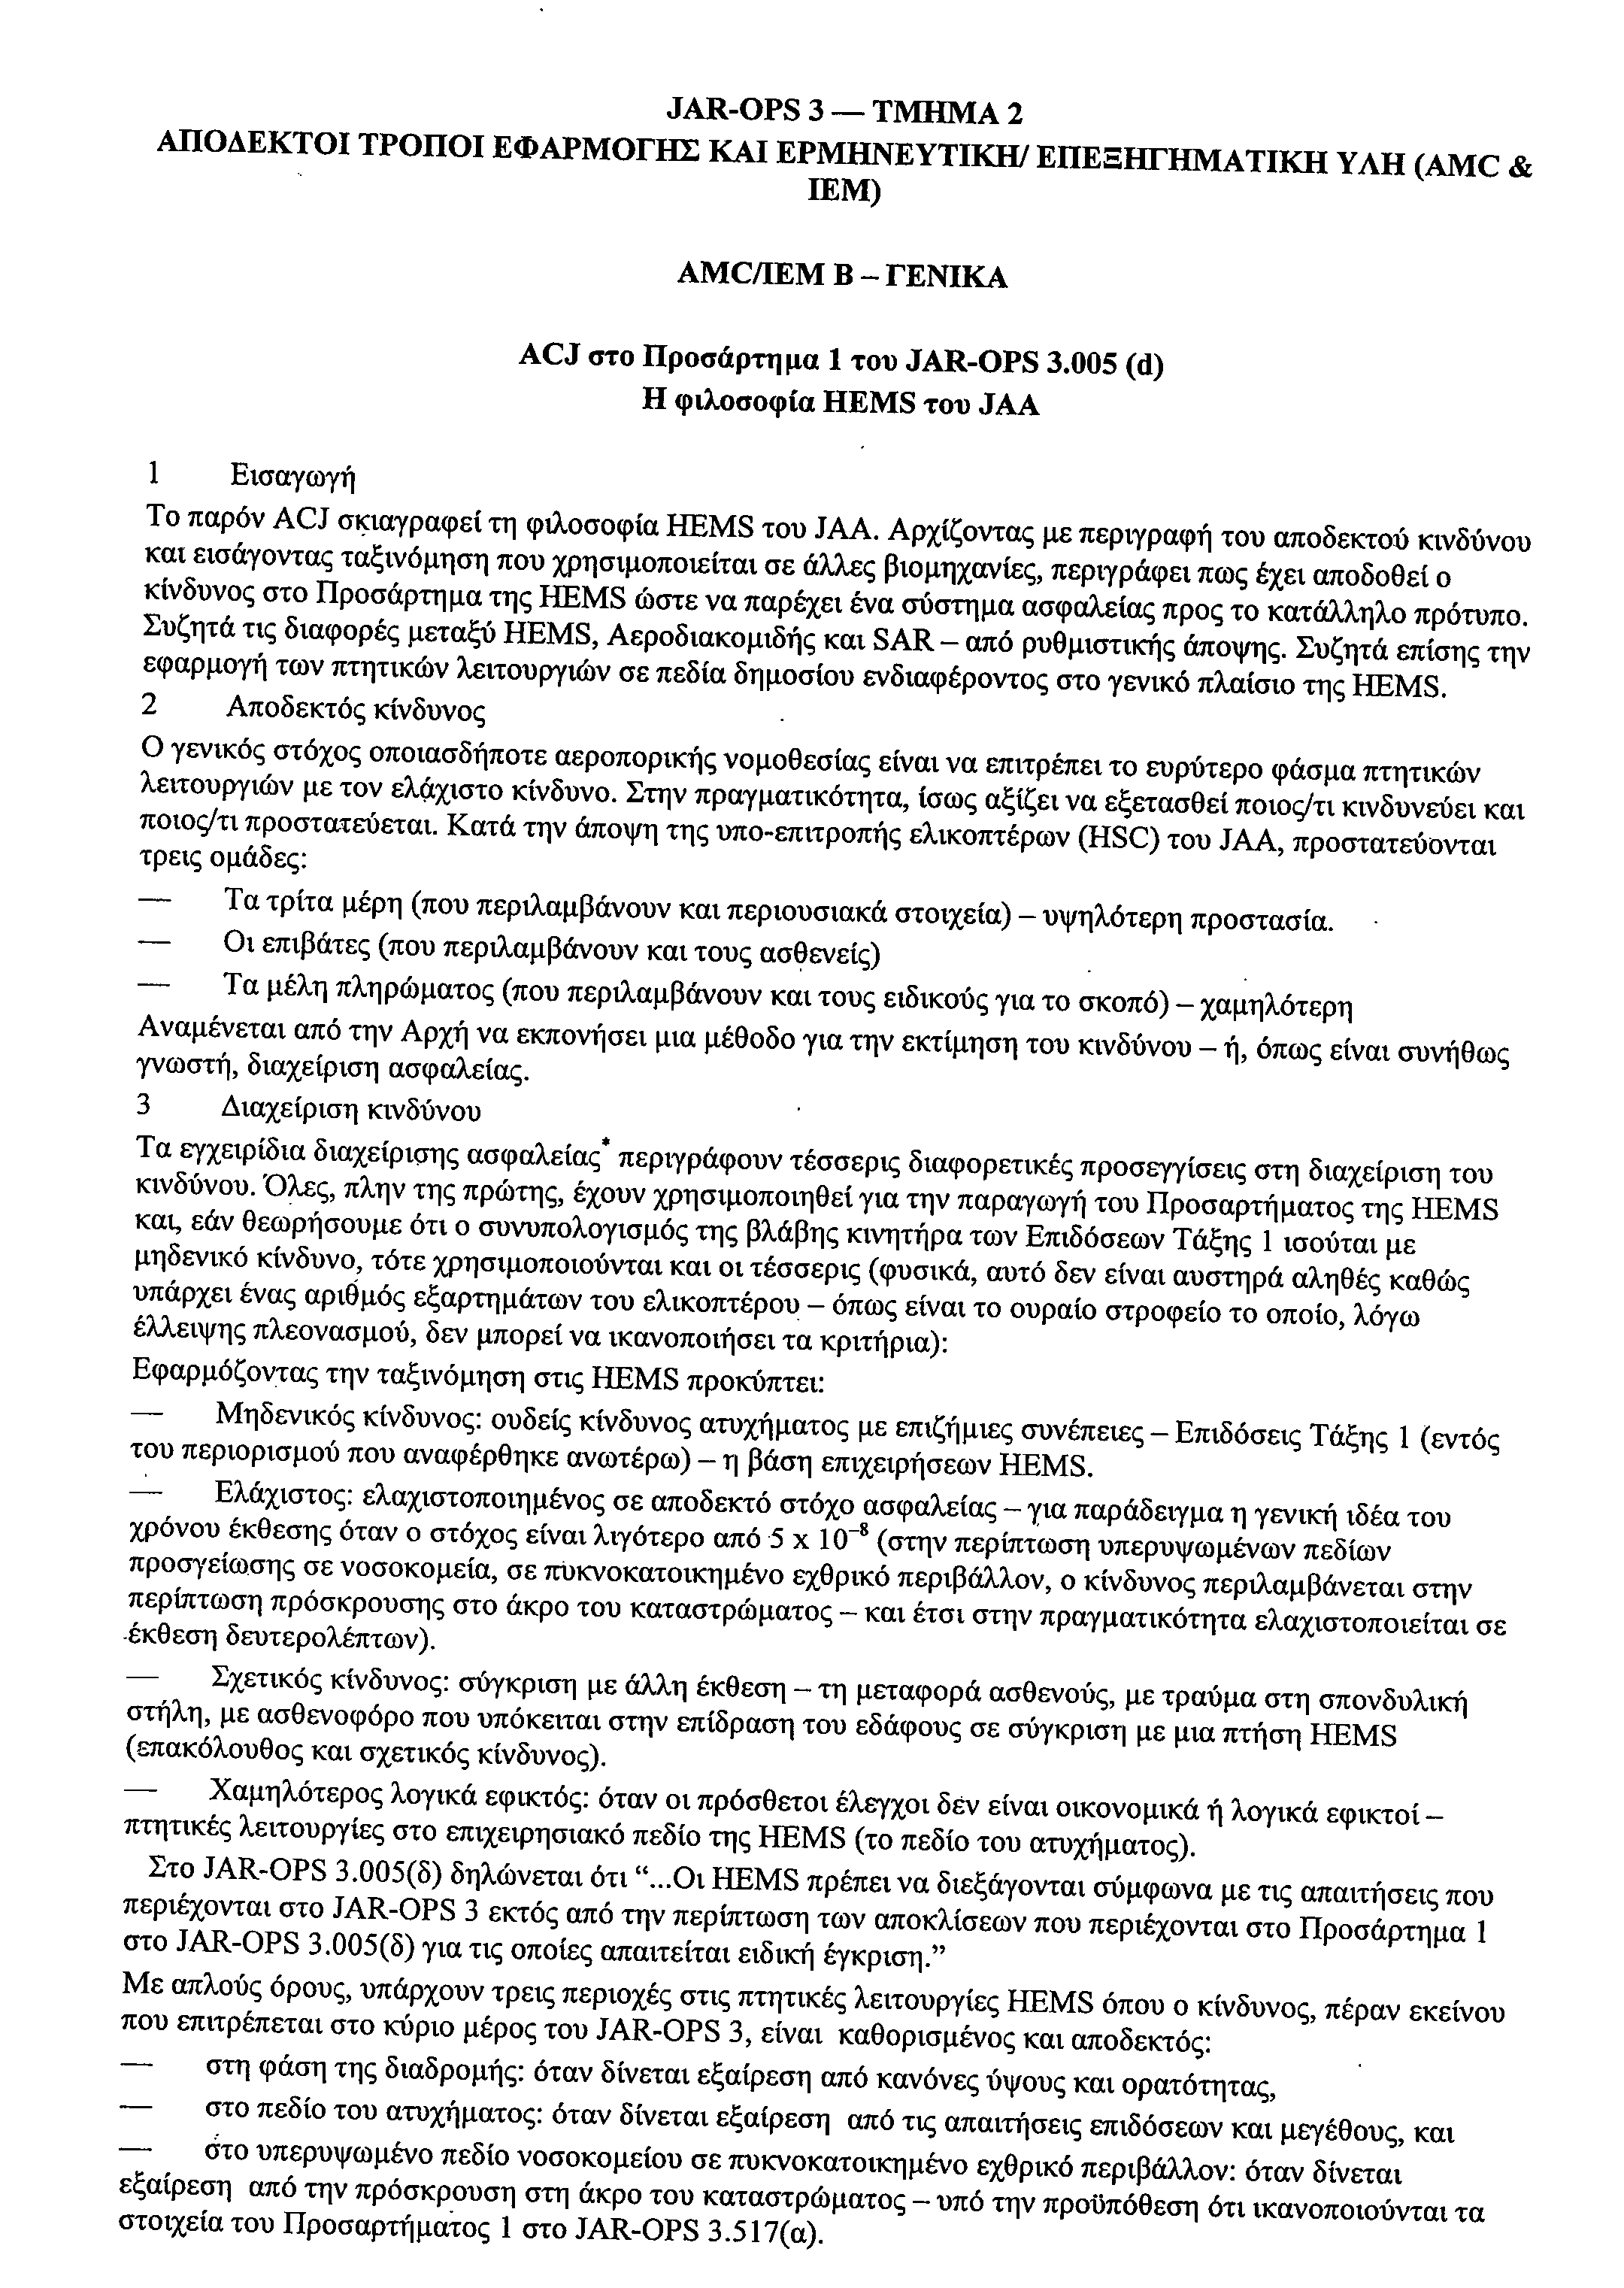 JAR-OPS 3 — ΤΜΗΜΑ 2
ΑΠΟΔΕΚΤΟΙ ΤΡΟΠΟΙ ΕΦΑΡΜΟΓΗΣ ΚΑΙ ΕΡΜΗΝΕΥΤΙΚΗ/ ΕΠΕΞΗΓΗΜΑΤΙΚΗ ΥΛΗ (AMC &
IEM)
AMC/IEM B – ΓΕΝΙΚΑ
ACJ στο Προσάρτημα 1 του JAR-OPS 3.005 (d)
Η φιλοσοφία HEMS του JAA
1 Εισαγωγή
Το παρόν ACJ σκιαγραφεί τη φιλοσοφία HEMS του JAA. Αρχίζοντας με περιγραφή του αποδεκτού κινδύνου
και εισάγοντας ταξινόμηση που χρησιμοποιείται σε άλλες βιομηχανίες, περιγράφει πως έχει αποδοθεί ο
κίνδυνος στο Προσάρτημα της HEMS ώστε να παρέχει ένα σύστημα ασφαλείας προς το κατάλληλο πρότυπο.
Συζητά τις διαφορές μεταξύ HEMS, Αεροδιακομιδής και SAR – από ρυθμιστικής άποψης. Συζητά επίσης την
εφαρμογή των πτητικών λειτουργιών σε πεδία δημοσίου ενδιαφέροντος στο γενικό πλαίσιο της HEMS.
2 Αποδεκτός κίνδυνος
Ο γενικός στόχος οποιασδήποτε αεροπορικής νομοθεσίας είναι να επιτρέπει το ευρύτερο φάσμα πτητικών
λειτουργιών με τον ελάχιστο κίνδυνο. Στην πραγματικότητα, ίσως αξίζει να εξετασθεί ποιος/τι κινδυνεύει και
ποιος/τι προστατεύεται. Κατά την άποψη της υπο-επιτροπής ελικοπτέρων (HSC) του JAA, προστατεύονται
τρεις ομάδες:
— Τα τρίτα μέρη (που περιλαμβάνουν και περιουσιακά στοιχεία) – υψηλότερη προστασία.
— Οι επιβάτες (που περιλαμβάνουν και τους ασθενείς)
— Τα μέλη πληρώματος (που περιλαμβάνουν και τους ειδικούς για το σκοπό) – χαμηλότερη
Αναμένεται από την Αρχή να εκπονήσει μια μέθοδο για την εκτίμηση του κινδύνου – ή, όπως είναι συνήθως
γνωστή, διαχείριση ασφαλείας.
3 Διαχείριση κινδύνου
Τα εγχειρίδια διαχείρισης ασφαλείας* περιγράφουν τέσσερις διαφορετικές προσεγγίσεις στη διαχείριση του
κινδύνου. Όλες, πλην της πρώτης, έχουν χρησιμοποιηθεί για την παραγωγή του Προσαρτήματος της HEMS
και, εάν θεωρήσουμε ότι ο συνυπολογισμός της βλάβης κινητήρα των Επιδόσεων Τάξης 1 ισούται με
μηδενικό κίνδυνο, τότε χρησιμοποιούνται και οι τέσσερις (φυσικά, αυτό δεν είναι αυστηρά αληθές καθώς
υπάρχει ένας αριθμός εξαρτημάτων του ελικοπτέρου – όπως είναι το ουραίο στροφείο το οποίο, λόγω
έλλειψης πλεονασμού, δεν μπορεί να ικανοποιήσει τα κριτήρια):
Εφαρμόζοντας την ταξινόμηση στις HEMS προκύπτει:
— Μηδενικός κίνδυνος: ουδείς κίνδυνος ατυχήματος με επιζήμιες συνέπειες – Επιδόσεις Τάξης 1 (εντός
του περιορισμού που αναφέρθηκε ανωτέρω) – η βάση επιχειρήσεων HEMS.
— Ελάχιστος: ελαχιστοποιημένος σε αποδεκτό στόχο ασφαλείας – για παράδειγμα η γενική ιδέα του
χρόνου έκθεσης όταν ο στόχος είναι λιγότερο από 5 x 10⁻⁸ (στην περίπτωση υπερυψωμένων πεδίων
προσγείωσης σε νοσοκομεία, σε πυκνοκατοικημένο εχθρικό περιβάλλον, ο κίνδυνος περιλαμβάνεται στην
περίπτωση πρόσκρουσης στο άκρο του καταστρώματος – και έτσι στην πραγματικότητα ελαχιστοποιείται σε
έκθεση δευτερολέπτων).
— Σχετικός κίνδυνος: σύγκριση με άλλη έκθεση – τη μεταφορά ασθενούς, με τραύμα στη σπονδυλική
στήλη, με ασθενοφόρο που υπόκειται στην επίδραση του εδάφους σε σύγκριση με μια πτήση HEMS
(επακόλουθος και σχετικός κίνδυνος).
— Χαμηλότερος λογικά εφικτός: όταν οι πρόσθετοι έλεγχοι δεν είναι οικονομικά ή λογικά εφικτοί –
πτητικές λειτουργίες στο επιχειρησιακό πεδίο της HEMS (το πεδίο του ατυχήματος).
Στο JAR-OPS 3.005(δ) δηλώνεται ότι “...Οι HEMS πρέπει να διεξάγονται σύμφωνα με τις απαιτήσεις που
περιέχονται στο JAR-OPS 3 εκτός από την περίπτωση των αποκλίσεων που περιέχονται στο Προσάρτημα 1
στο JAR-OPS 3.005(δ) για τις οποίες απαιτείται ειδική έγκριση.”
Με απλούς όρους, υπάρχουν τρεις περιοχές στις πτητικές λειτουργίες HEMS όπου ο κίνδυνος, πέραν εκείνου
που επιτρέπεται στο κύριο μέρος του JAR-OPS 3, είναι καθορισμένος και αποδεκτός:
— στη φάση της διαδρομής: όταν δίνεται εξαίρεση από κανόνες ύψους και ορατότητας,
— στο πεδίο του ατυχήματος: όταν δίνεται εξαίρεση από τις απαιτήσεις επιδόσεων και μεγέθους, και
— στο υπερυψωμένο πεδίο νοσοκομείου σε πυκνοκατοικημένο εχθρικό περιβάλλον: όταν δίνεται
εξαίρεση από την πρόσκρουση στη άκρο του καταστρώματος – υπό την προϋπόθεση ότι ικανοποιούνται τα
στοιχεία του Προσαρτήματος 1 στο JAR-OPS 3.517(α).